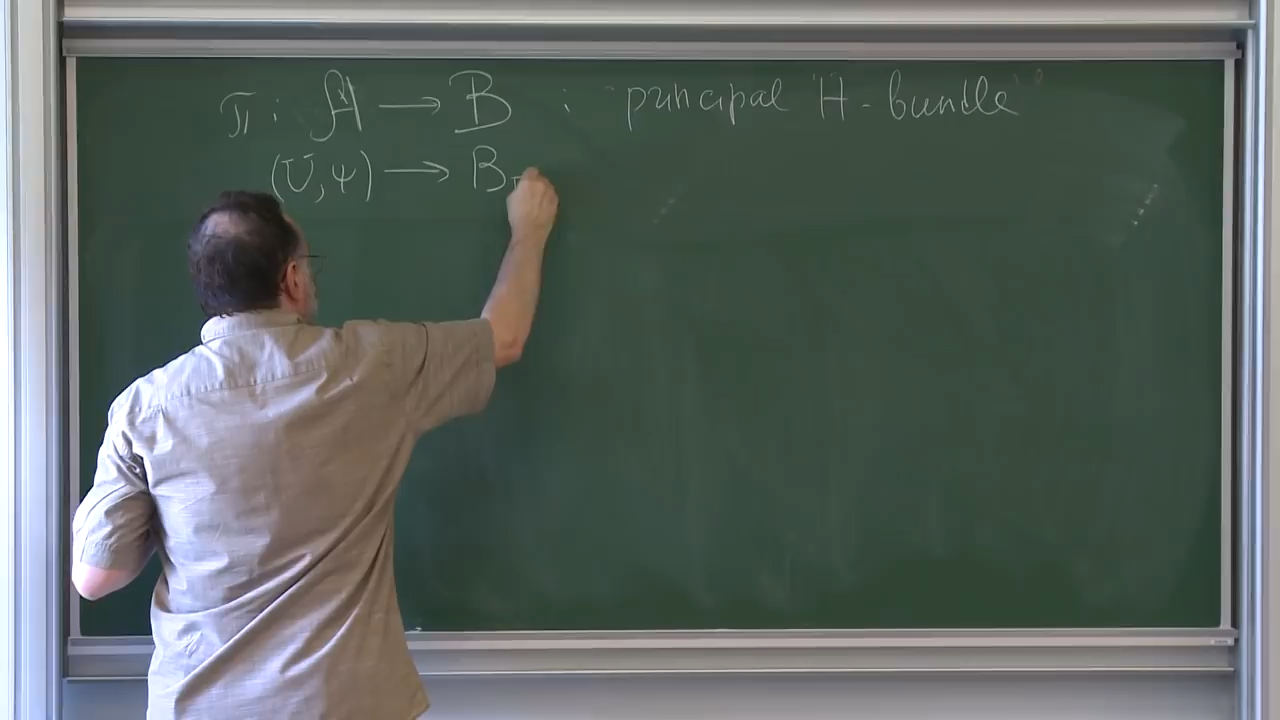 π : A → B : "principal H-bundle"
(U, ψ) → B